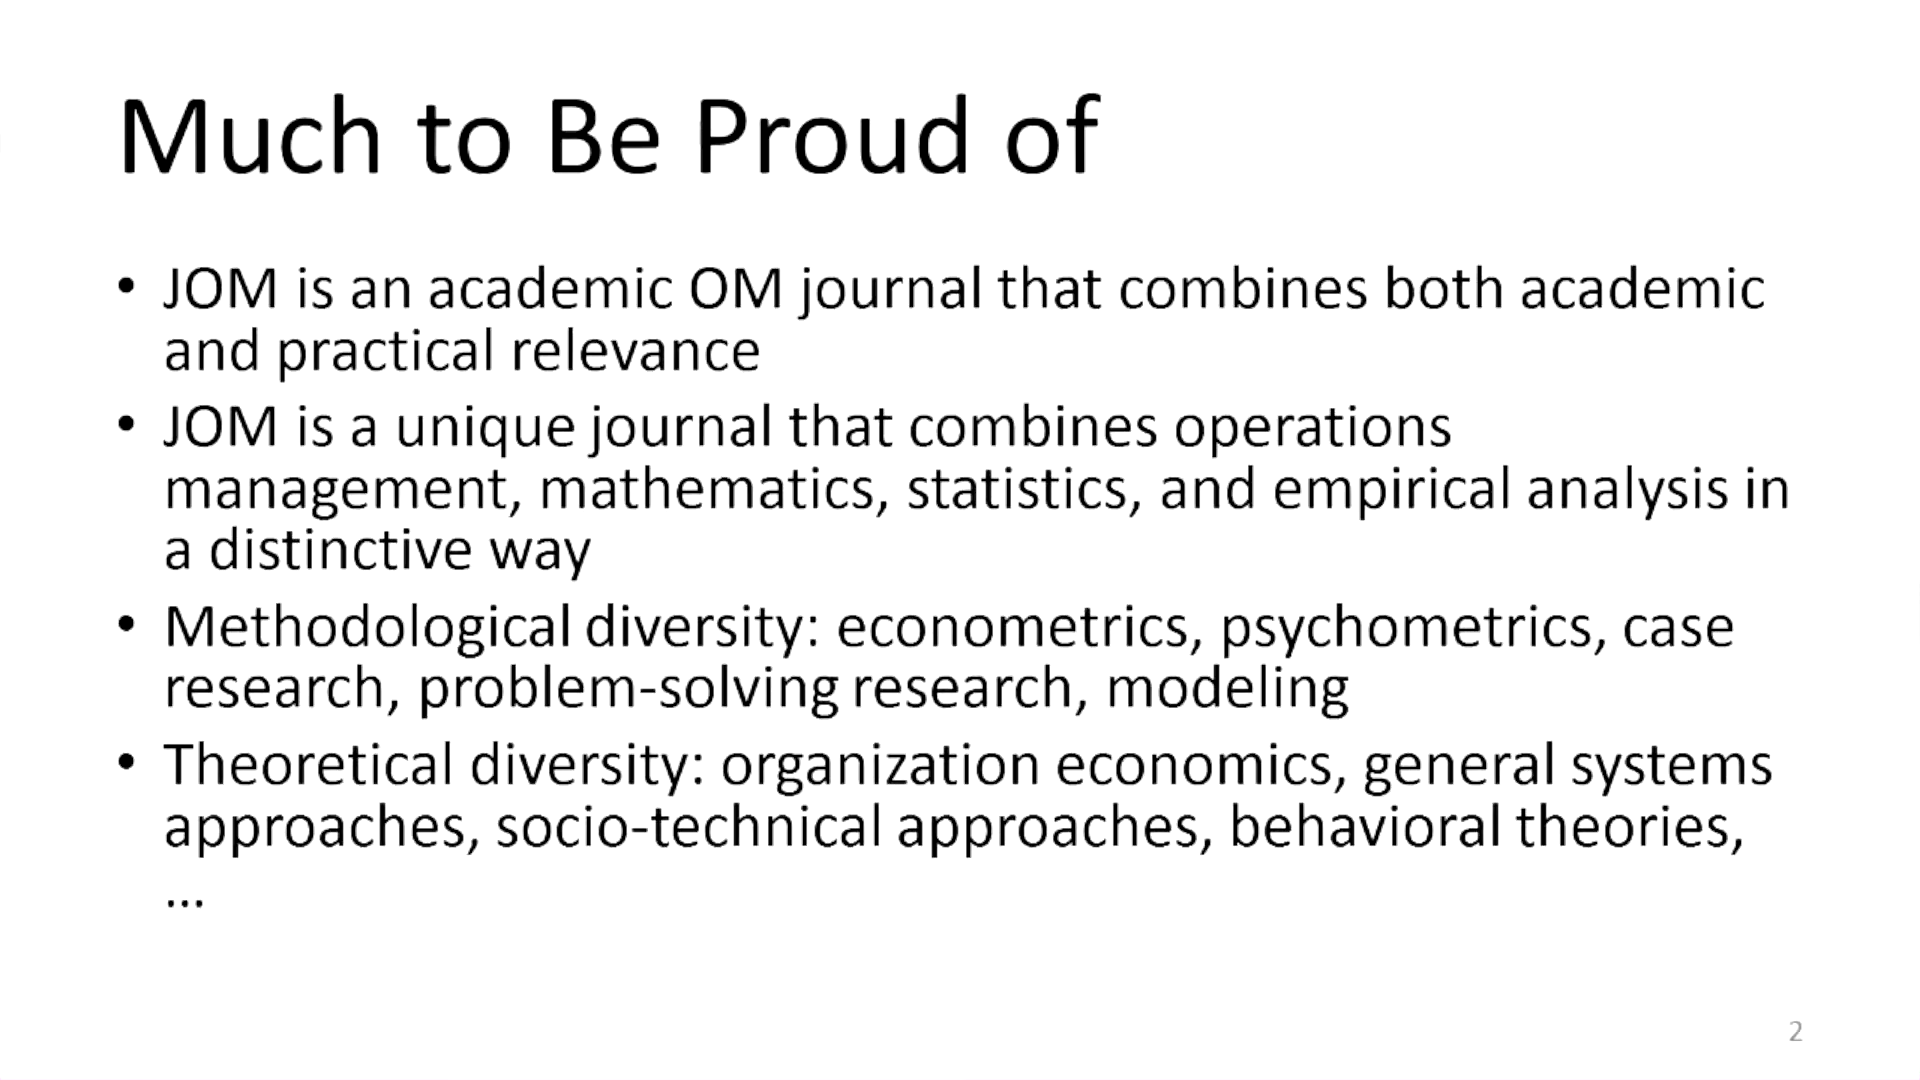 Much to Be Proud of
• JOM is an academic OM journal that combines both academic
and practical relevance
• JOM is a unique journal that combines operations
management, mathematics, statistics, and empirical analysis in
a distinctive way
• Methodological diversity: econometrics, psychometrics, case
research, problem-solving research, modeling
• Theoretical diversity: organization economics, general systems
approaches, socio-technical approaches, behavioral theories,
...
2